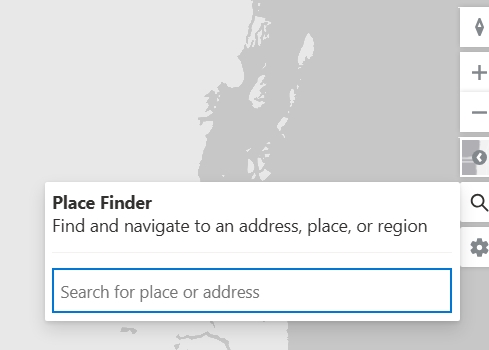 Place Finder
Find and navigate to an address, place, or region
Search for place or address